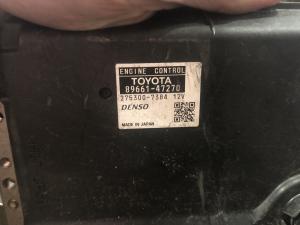 ENGINE CONTROL
TOYOTA
89661-47270
275300-7384 12V
DENSO
MADE IN JAPAN